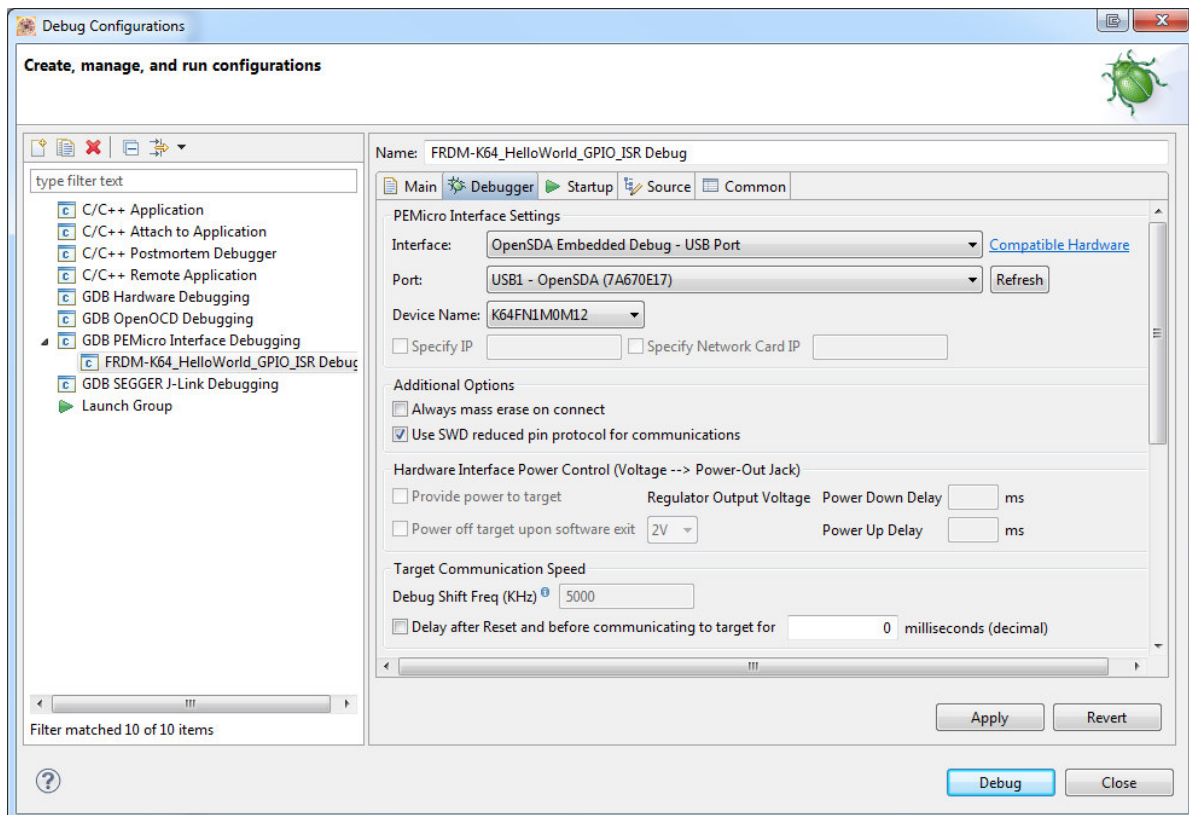 Debug Configurations
Create, manage, and run configurations
type filter text
C/C++ Application
C/C++ Attach to Application
C/C++ Postmortem Debugger
C/C++ Remote Application
GDB Hardware Debugging
GDB OpenOCD Debugging
GDB PEMicro Interface Debugging
FRDM-K64_HelloWorld_GPIO_ISR Debug
GDB SEGGER J-Link Debugging
Launch Group
Filter matched 10 of 10 items
Name: FRDM-K64_HelloWorld_GPIO_ISR Debug
Main Debugger Startup Source Common
PEMicro Interface Settings
Interface: OpenSDA Embedded Debug - USB Port Compatible Hardware
Port: USB1 - OpenSDA (7A670E17) Refresh
Device Name: K64FN1M0M12
Specify IP Specify Network Card IP
Additional Options
Always mass erase on connect
Use SWD reduced pin protocol for communications
Hardware Interface Power Control (Voltage --> Power-Out Jack)
Provide power to target Regulator Output Voltage Power Down Delay ms
Power off target upon software exit 2V Power Up Delay ms
Target Communication Speed
Debug Shift Freq (KHz) 5000
Delay after Reset and before communicating to target for 0 milliseconds (decimal)
Apply Revert
? Debug Close